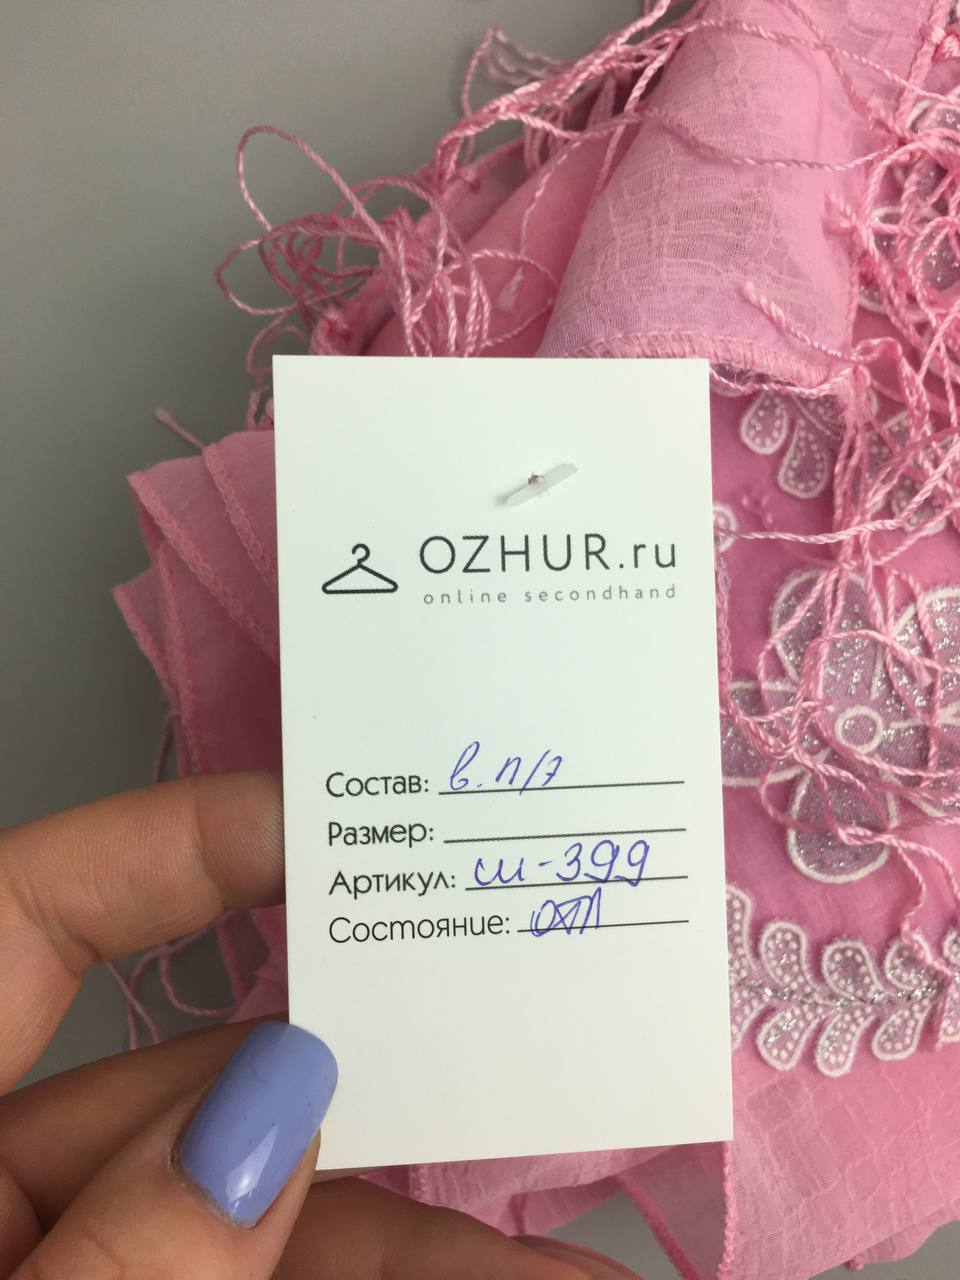 OZHUR.ru
online secondhand
Состав: в. п/э
Размер:
Артикул: ш-399
Состояние: отл